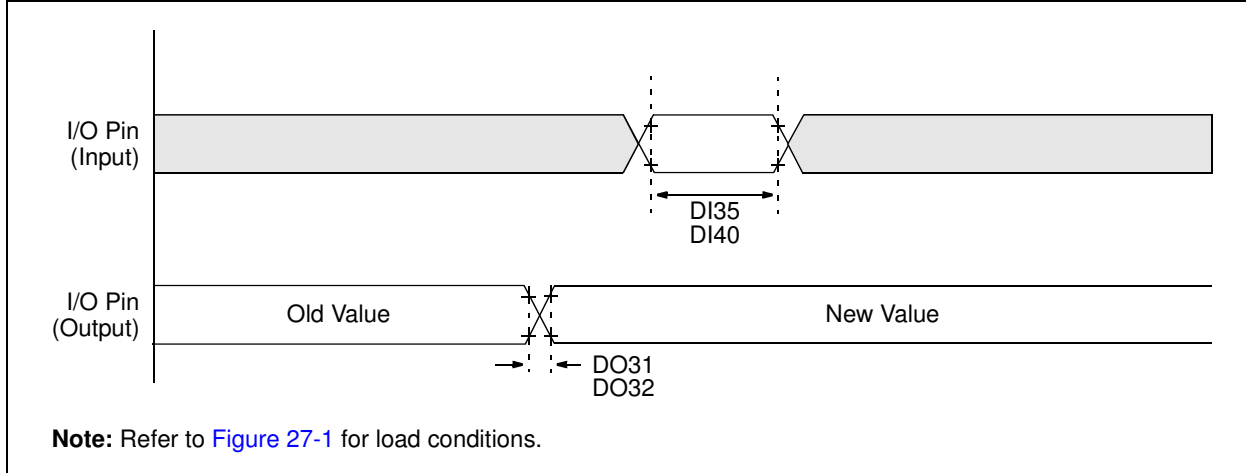 I/O Pin
(Input)
DI35
DI40
I/O Pin
(Output)
Old Value
New Value
DO31
DO32
Note: Refer to Figure 27-1 for load conditions.